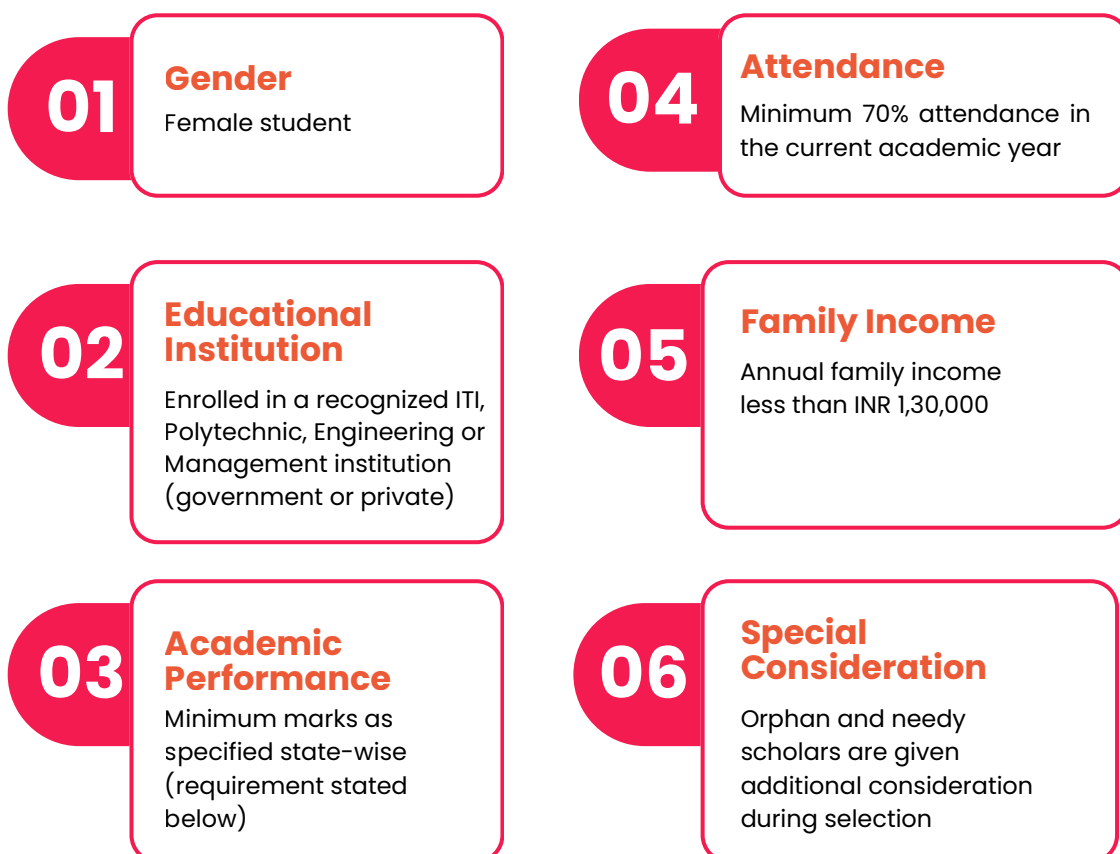 01
Gender
Female student
02
Educational
Institution
Enrolled in a recognized ITI,
Polytechnic, Engineering or
Management institution
(government or private)
03
Academic
Performance
Minimum marks as
specified state-wise
(requirement stated
below)
04
Attendance
Minimum 70% attendance in
the current academic year
05
Family Income
Annual family income
less than INR 1,30,000
06
Special
Consideration
Orphan and needy
scholars are given
additional consideration
during selection